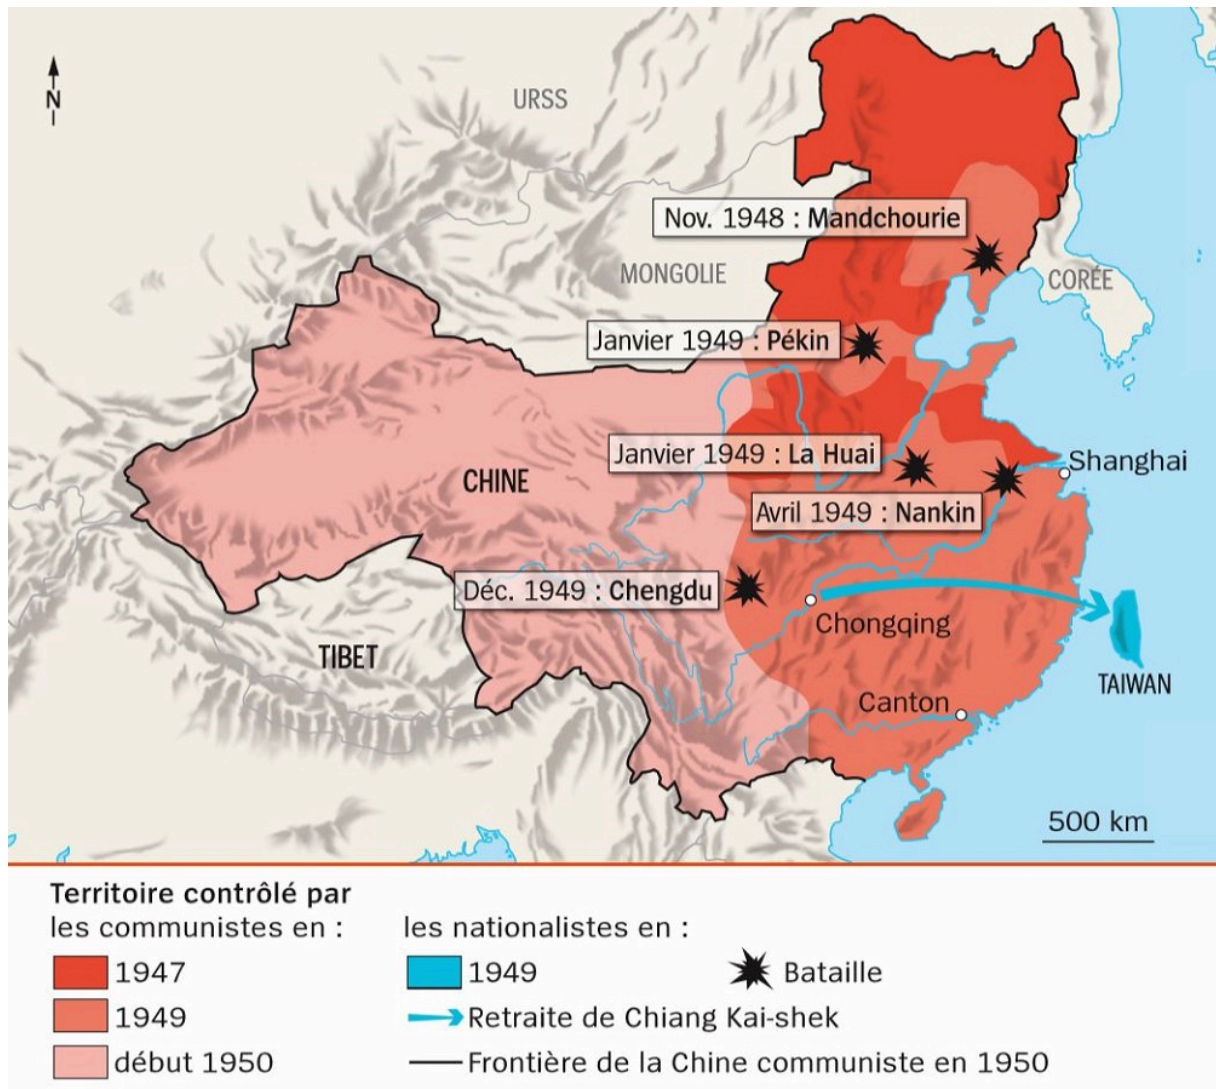 N
URSS
Nov. 1948 : Mandchourie
MONGOLIE
CORÉE
Janvier 1949 : Pékin
Janvier 1949 : La Huai
Shanghai
CHINE
Avril 1949 : Nankin
Déc. 1949 : Chengdu
Chongqing
TIBET
TAIWAN
Canton
500 km
Territoire contrôlé par
les communistes en :
1947
1949
début 1950
les nationalistes en :
1949
Bataille
Retraite de Chiang Kai-shek
Frontière de la Chine communiste en 1950